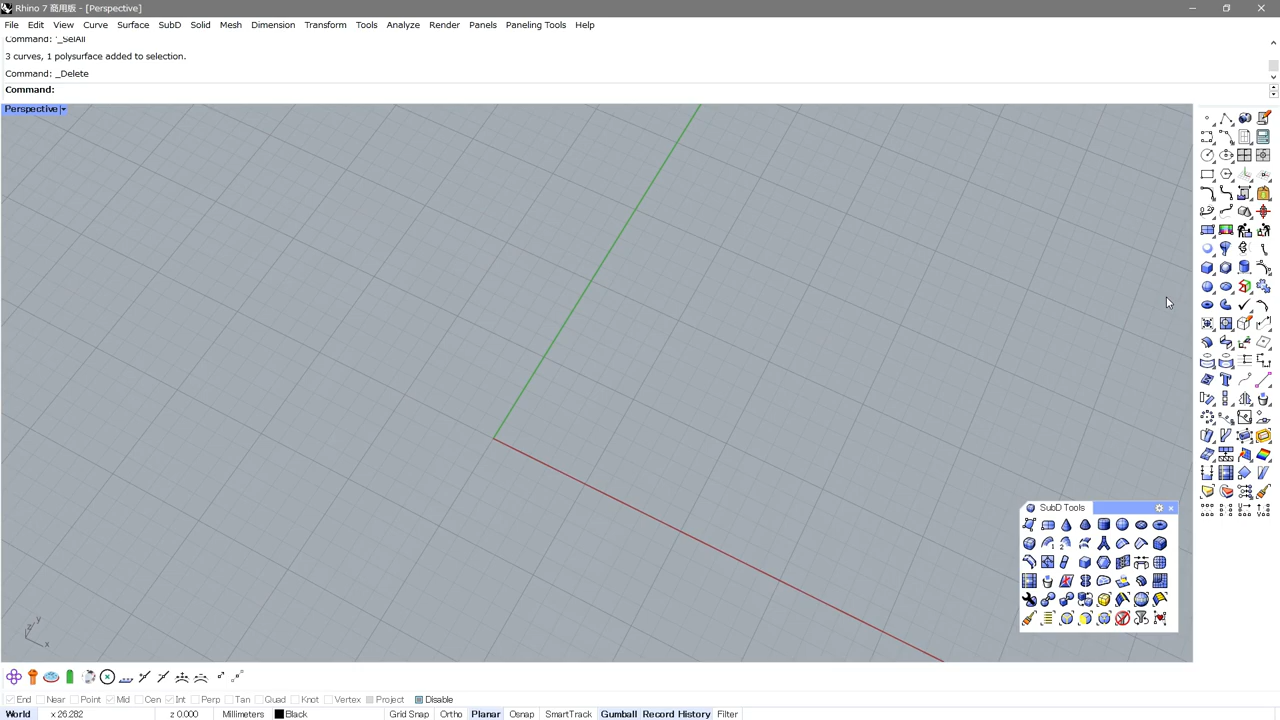 Rhino 7 商用版 - [Perspective]
File Edit View Curve Surface SubD Solid Mesh Dimension Transform Tools Analyze Render Panels Paneling Tools Help
Command: '_SelAll
3 curves, 1 polysurface added to selection.
Command: _Delete
Command:
Perspective
SubD Tools
y
x
End Near Point Mid Cen Int Perp Tan Quad Knot Vertex Project Disable
World x 26.282 z 0.000 Millimeters Black Grid Snap Ortho Planar Osnap SmartTrack Gumball Record History Filter